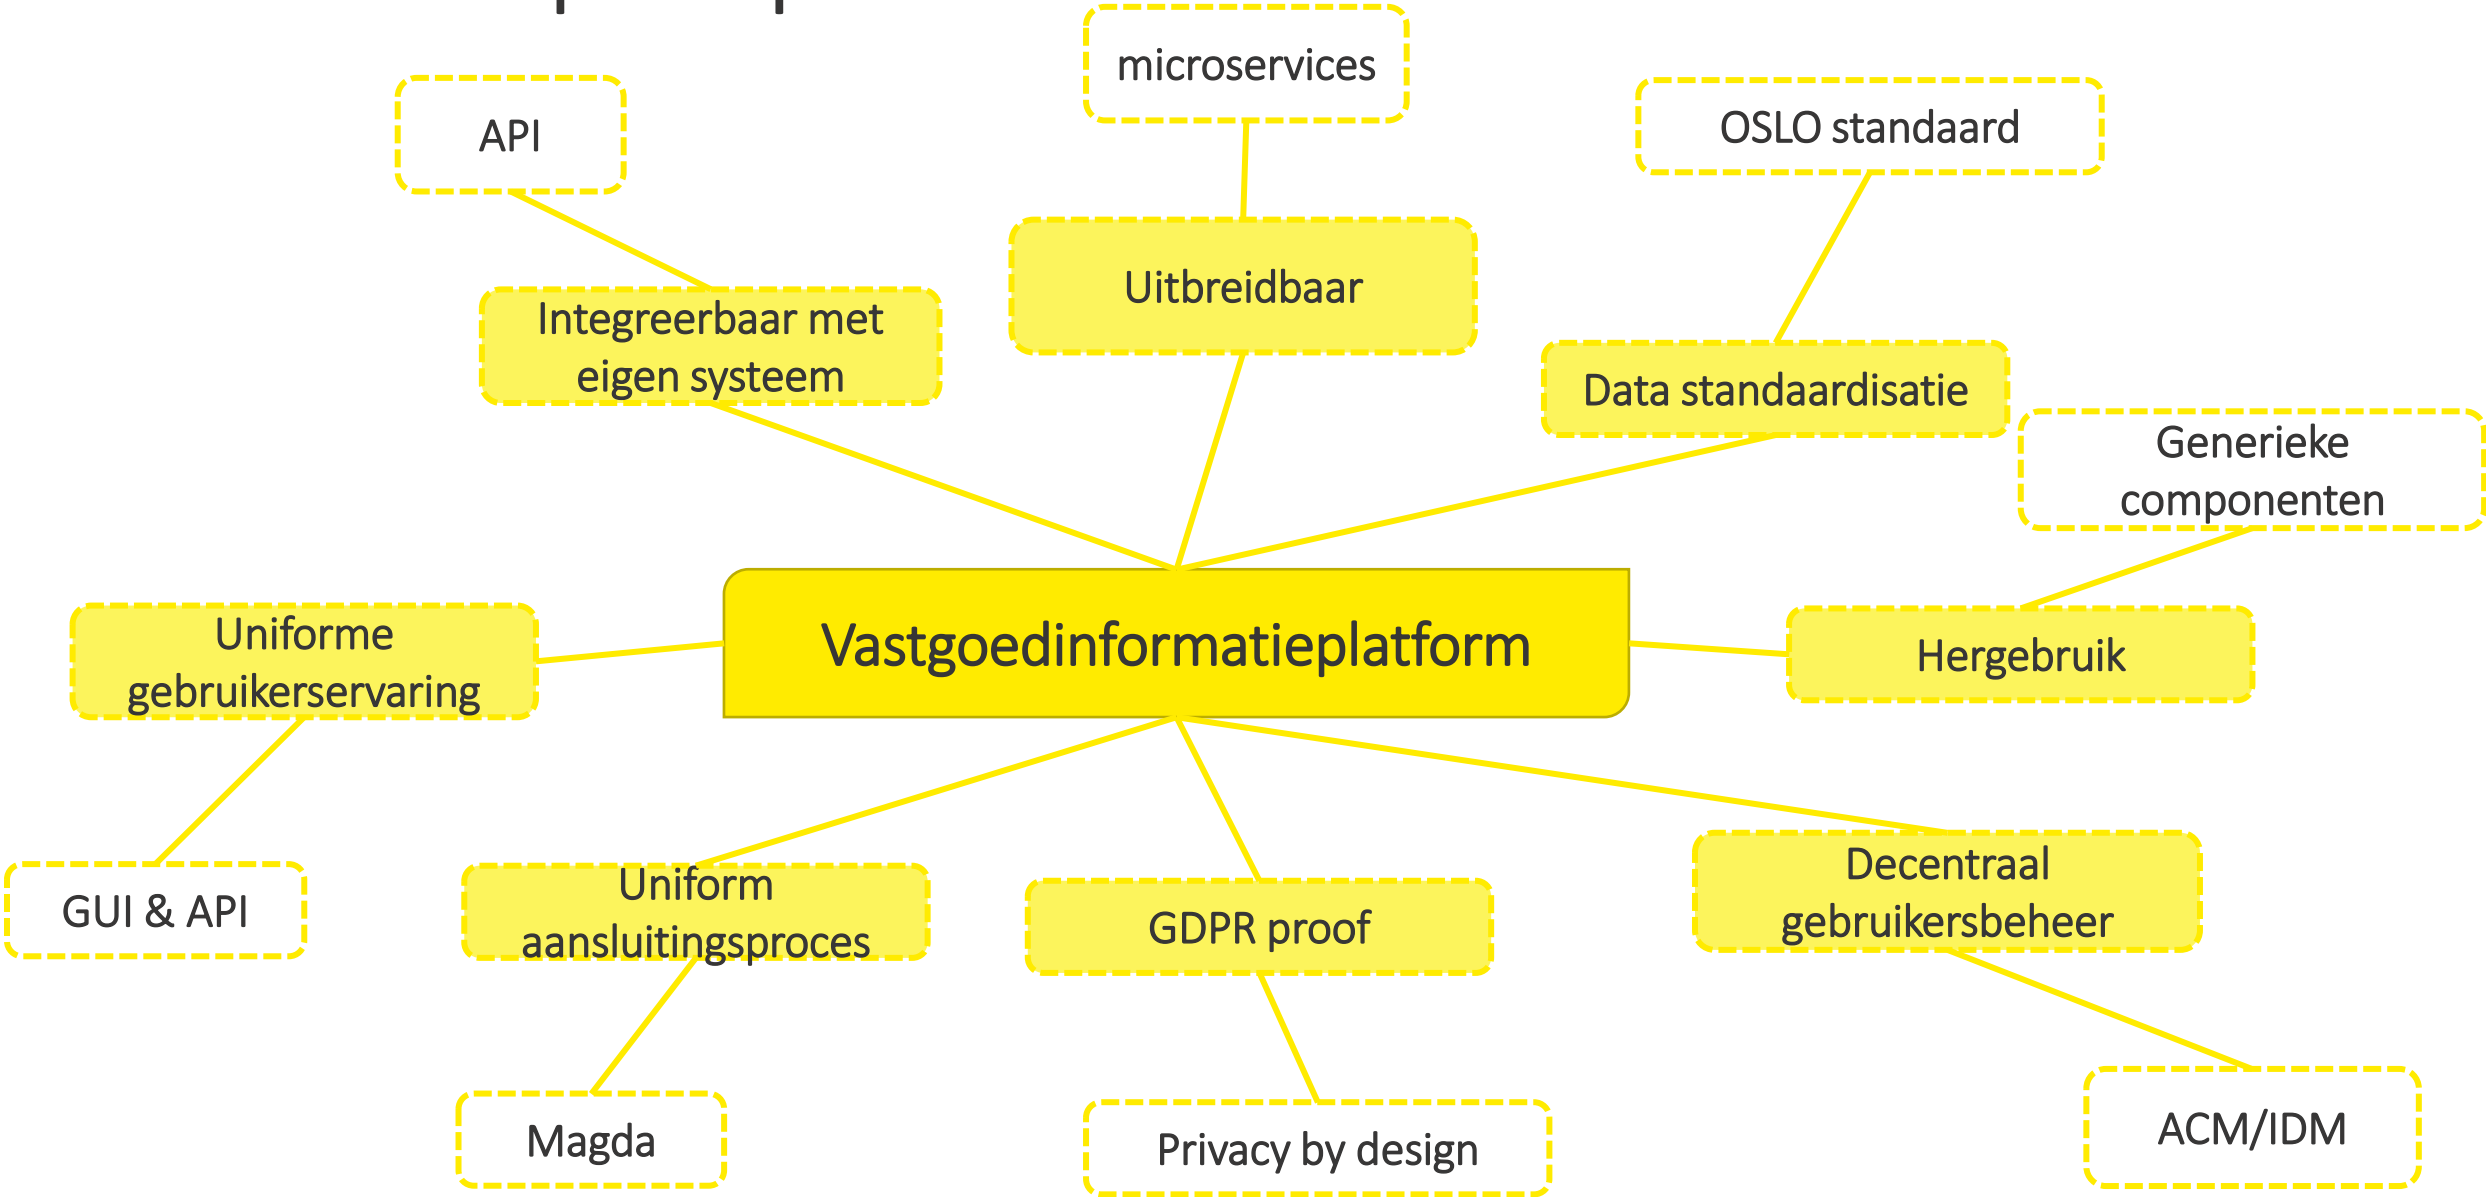 microservices
API
OSLO standaard
Uitbreidbaar
Integreerbaar met
eigen systeem
Data standaardisatie
Generieke
componenten
Vastgoedinformatieplatform
Uniforme
gebruikerservaring
Hergebruik
GUI & API
Uniform
aansluitingsproces
GDPR proof
Decentraal
gebruikersbeheer
Magda
Privacy by design
ACM/IDM